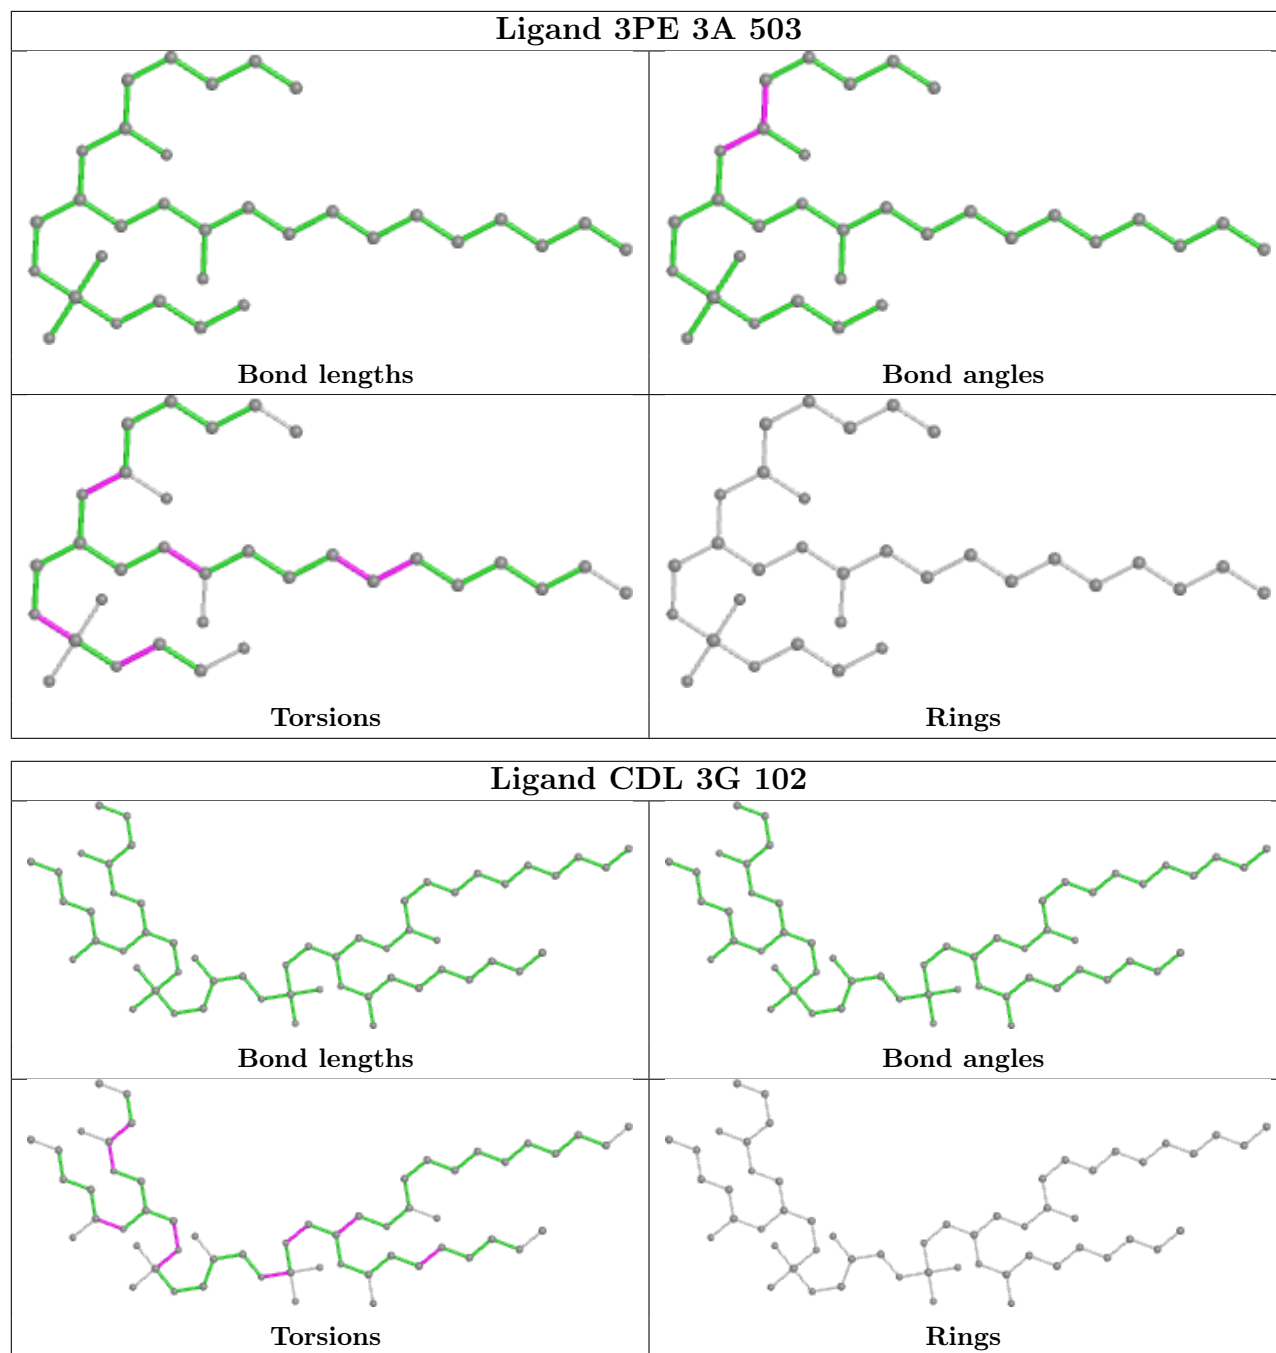 Ligand 3PE 3A 503
Bond lengths
Bond angles
Torsions
Rings
Ligand CDL 3G 102
Bond lengths
Bond angles
Torsions
Rings